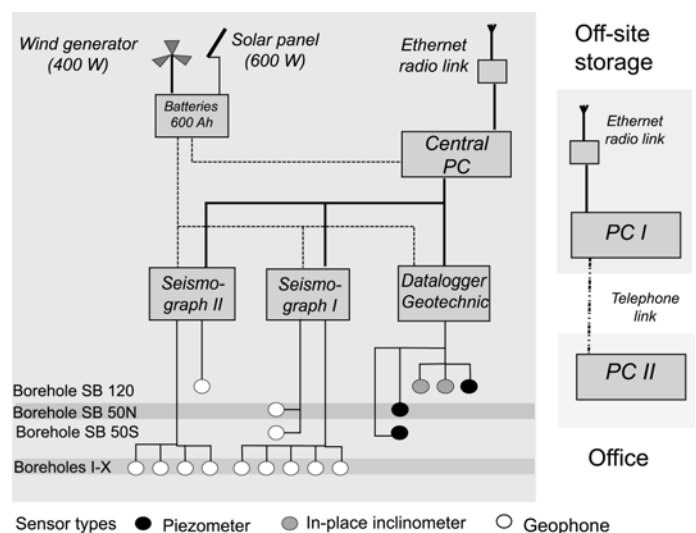 Wind generator
(400 W)
Solar panel
(600 W)
Ethernet
radio link
Off-site
storage
Batteries
600 Ah
Central
PC
Ethernet
radio link
PC I
Seismo-
graph II
Seismo-
graph I
Datalogger
Geotechnic
Telephone
link
PC II
Borehole SB 120
Borehole SB 50N
Borehole SB 50S
Boreholes I-X
Office
Sensor types
Piezometer
In-place inclinometer
Geophone